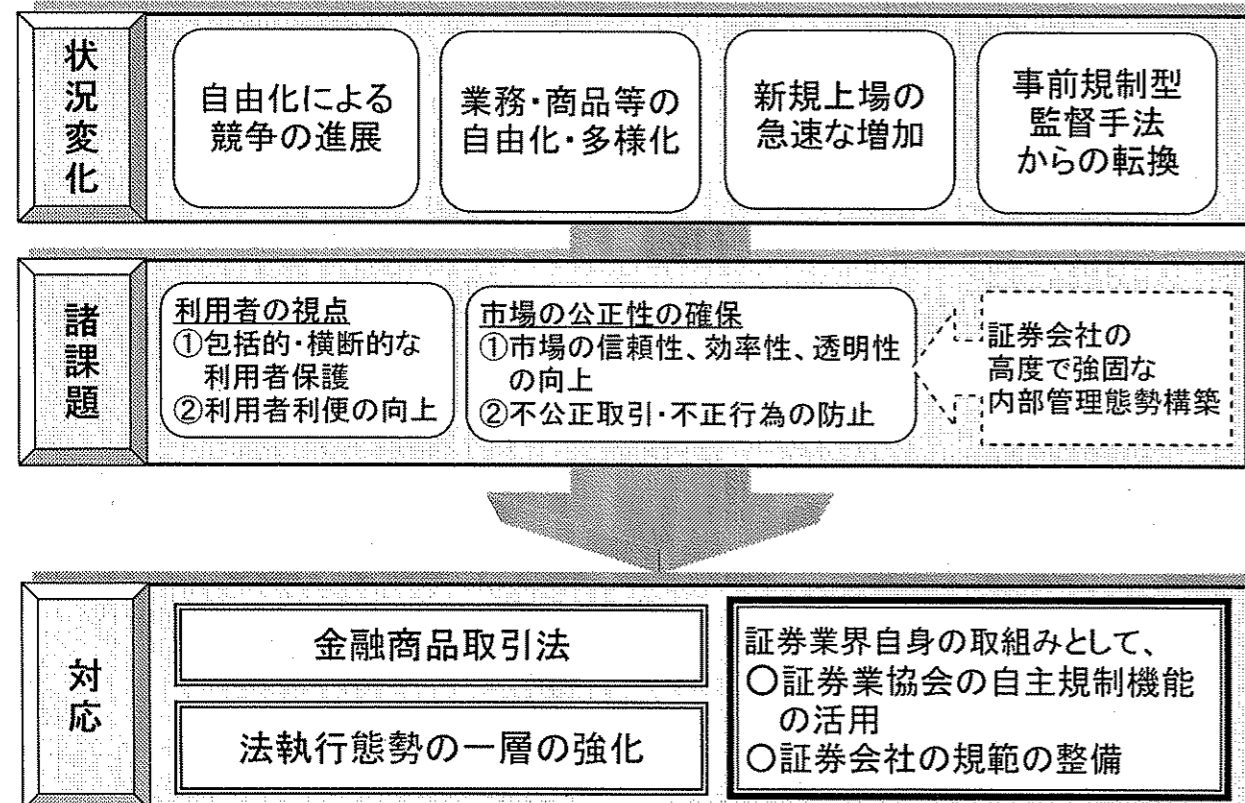 状況変化
自由化による
競争の進展
業務・商品等の
自由化・多様化
新規上場の
急速な増加
事前規制型
監督手法
からの転換
諸課題
利用者の視点
①包括的・横断的な
利用者保護
②利用者利便の向上
市場の公正性の確保
①市場の信頼性、効率性、透明性
の向上
②不公正取引・不正行為の防止
証券会社の
高度で強固な
内部管理態勢構築
対応
金融商品取引法
法執行態勢の一層の強化
証券業界自身の取組みとして、
○証券業協会の自主規制機能
の活用
○証券会社の規範の整備